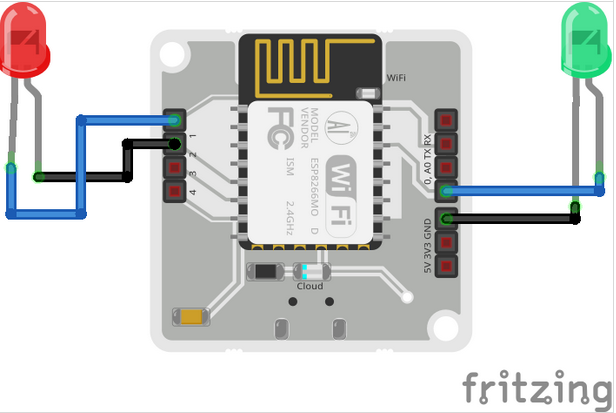 WiFi
MODEL
VENDOR
FC
Ai
ISM
ESP8266MO D
2.4GHz
Wi Fi
1
2
3
4
0, A0 TX RX
5V 3V3 GND
Cloud
fritzing